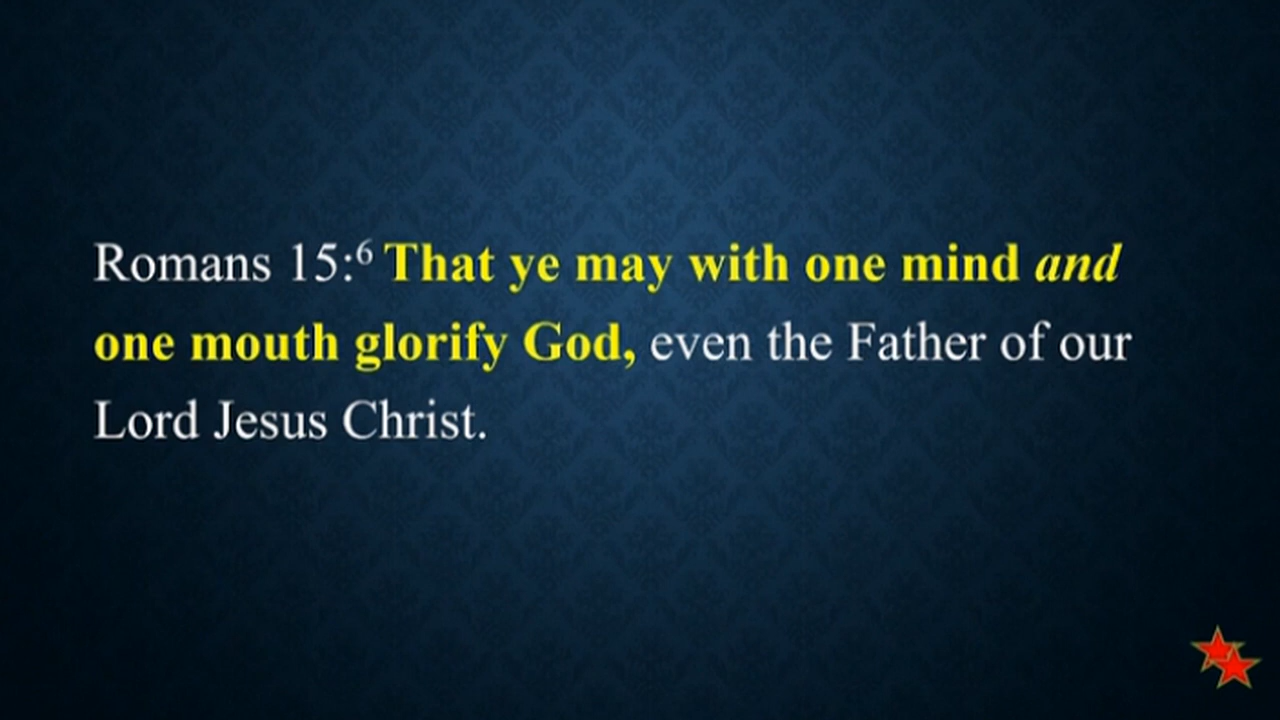 Romans 15:6 That ye may with one mind and
one mouth glorify God, even the Father of our
Lord Jesus Christ.